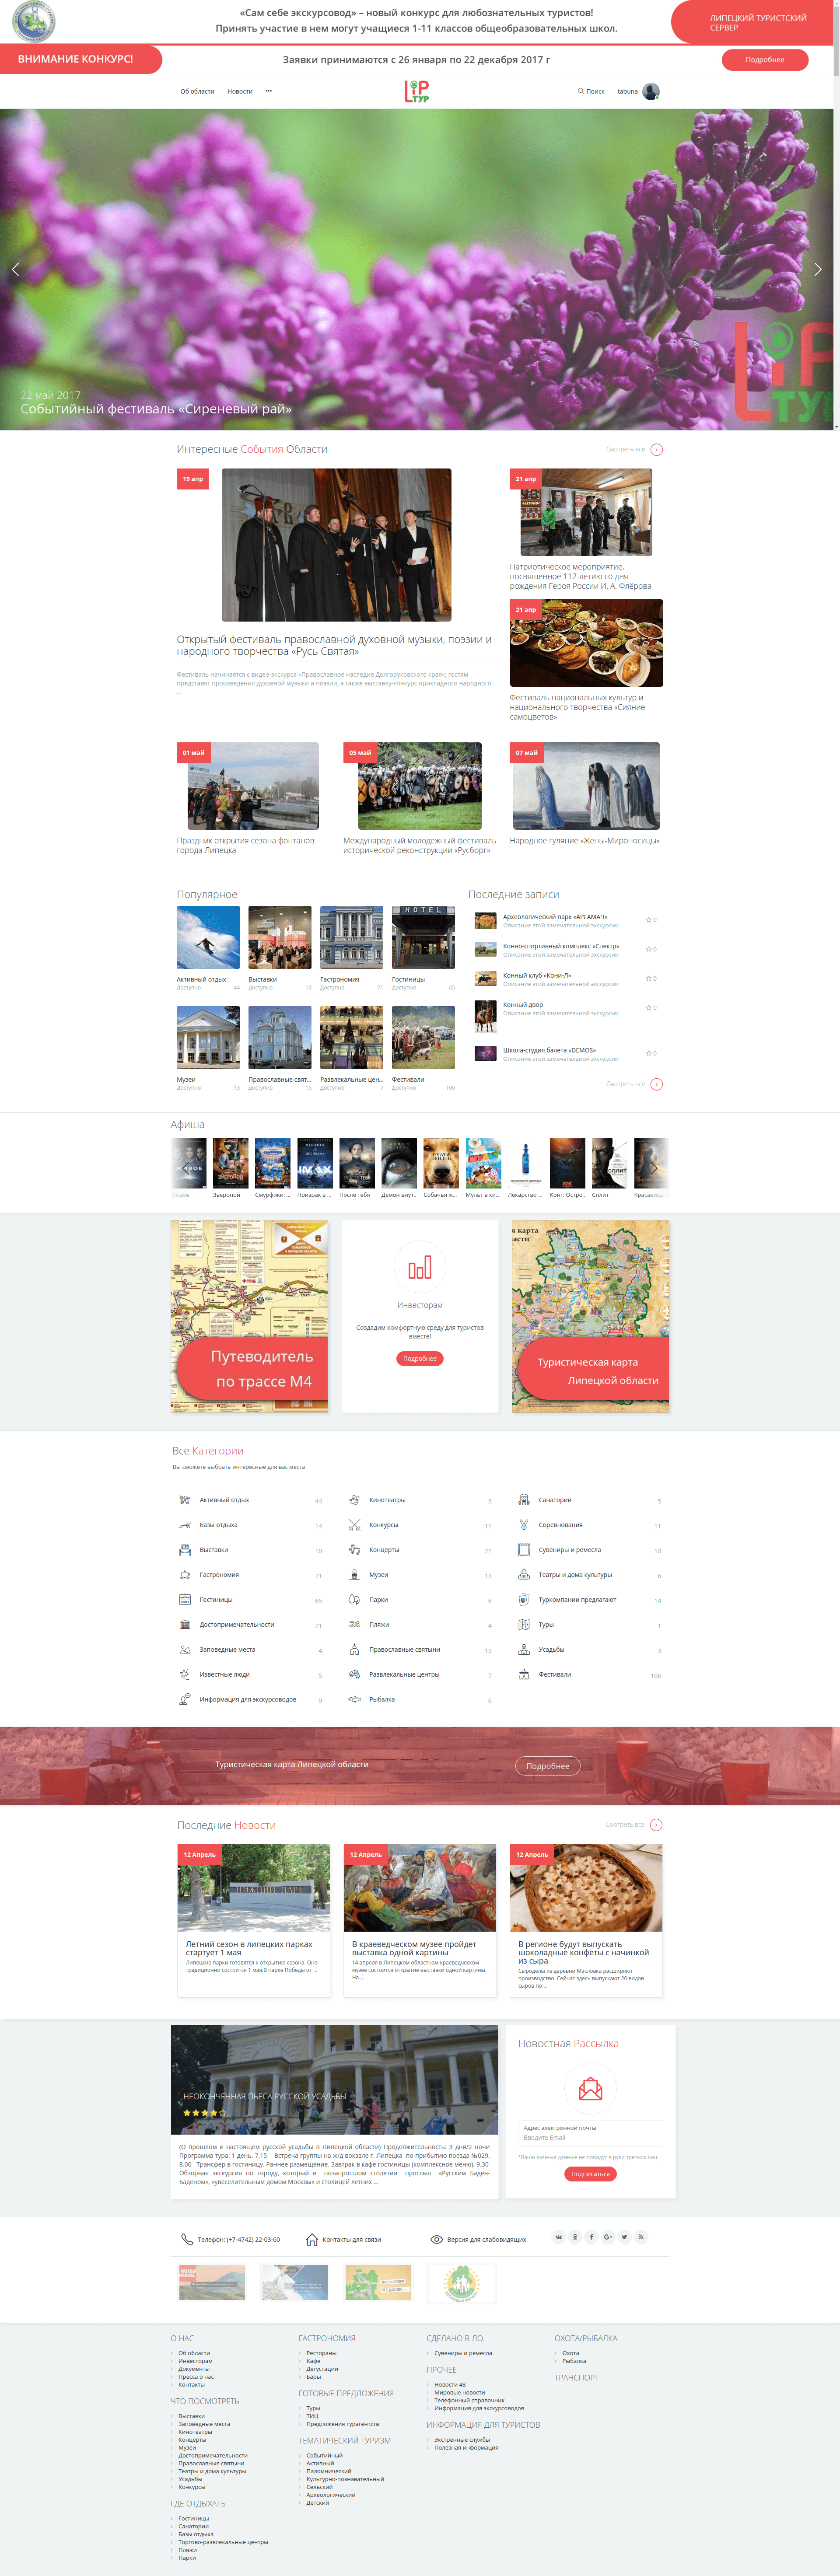 «Сам себе экскурсовод» – новый конкурс для любознательных туристов!
Принять участие в нем могут учащиеся 1-11 классов общеобразовательных школ.
ЛИПЕЦКИЙ ТУРИСТСКИЙ
СЕРВЕР
ВНИМАНИЕ КОНКУРС!
Заявки принимаются с 26 января по 22 декабря 2017 г
Подробнее
Об области
Новости
•••
LiP
ТУР
Поиск
tabuna
22 май 2017
Событийный фестиваль «Сиреневый рай»
Интересные События Области
Смотреть все
19 апр
Открытый фестиваль православной духовной музыки, поэзии и
народного творчества «Русь Святая»
Фестиваль начинается с видео-экскурса «Православное наследие Долгоруковского края»; гостям
представят произведения духовной музыки и поэзии, а также выставку-конкурс прикладного народного
...
21 апр
Патриотическое мероприятие,
посвященное 112-летию со дня
рождения Героя России И. А. Флёрова
21 апр
Фестиваль национальных культур и
национального творчества «Сияние
самоцветов»
01 май
Праздник открытия сезона фонтанов
города Липецка
05 май
Международный молодежный фестиваль
исторической реконструкции «Русборг»
07 май
Народное гуляние «Жены-Мироносицы»
Популярное
HOTEL
Активный отдых
Доступно 44
Выставки
Доступно 10
Гастрономия
Доступно 71
Гостиницы
Доступно 65
Музеи
Доступно 13
Православные свят...
Доступно 15
Развлекательные цен...
Доступно 7
Фестивали
Доступно 106
Последние записи
Археологический парк «АРГАМАЧ»
Описание этой замечательной экскурсии
0
Конно-спортивный комплекс «Спектр»
Описание этой замечательной экскурсии
0
Конный клуб «Кони-Л»
Описание этой замечательной экскурсии
0
Конный двор
Описание этой замечательной экскурсии
0
Школа-студия балета «DEMOS»
Описание этой замечательной экскурсии
0
Смотреть все
Афиша
Зверопой
Смурфики: ...
Призрак в ...
После тебя
Демон внут...
Собачья ж...
Мульт в ки...
Лекарство ...
Конг: Остро...
Сплит
Путеводитель
по трассе М4
Инвесторам
Создадим комфортную среду для туристов
вместе!
Подробнее
Туристическая карта
Липецкой области
Все Категории
Вы сможете выбрать интересные для вас места
Активный отдых 44
Базы отдыха 14
Выставки 10
Гастрономия 71
Гостиницы 65
Достопримечательности 21
Заповедные места 4
Известные люди 5
Информация для экскурсоводов 9
Кинотеатры 5
Конкурсы 11
Концерты 21
Музеи 13
Парки 6
Пляжи 4
Православные святыни 15
Развлекательные центры 7
Рыбалка 6
Санатории 5
Соревнования 11
Сувениры и ремесла 10
Театры и дома культуры 6
Туркомпании предлагают 14
Туры 1
Усадьбы 3
Фестивали 106
Туристическая карта Липецкой области
Подробнее
Последние Новости
Смотреть все
12 Апрель
НИЖНИЙ ПАРК
Летний сезон в липецких парках
стартует 1 мая
Липецкие парки готовятся к открытию сезона. Оно
традиционно состоится 1 мая.В парке Победы от ...
12 Апрель
В краеведческом музее пройдет
выставка одной картины
14 апреля в Липецком областном краеведческом
музее состоится открытие выставки одной картины.
На ...
12 Апрель
В регионе будут выпускать
шоколадные конфеты с начинкой
из сыра
Сыроделы из деревни Масловка расширяют
производство. Сейчас здесь выпускают 20 видов
сыров по ...
НЕОКОНЧЕННАЯ ПЬЕСА РУССКОЙ УСАДЬБЫ
(О прошлом и настоящем русской усадьбы в Липецкой области) Продолжительность: 3 дня/2 ночи
Программа тура: 1 день. 7.15 Встреча группы на ж/д вокзале г. Липецка по прибытию поезда №029.
8.00 Трансфер в гостиницу. Раннее размещение. Завтрак в кафе гостиницы (комплексное меню). 9.30
Обзорная экскурсия по городу, который в позапрошлом столетии прослыл «Русским Баден-
Баденом», «увеселительным домом Москвы» и столицей летних ...
Новостная Рассылка
Адрес электронной почты
Введите Email
*Ваши личные данные не попадут в руки третьих лиц.
Подписаться
Телефон: (+7-4742) 22-03-60
Контакты для связи
Версия для слабовидящих
О НАС
Об области
Инвесторам
Документы
Пресса о нас
Контакты
ЧТО ПОСМОТРЕТЬ
Выставки
Заповедные места
Кинотеатры
Концерты
Музеи
Достопримечательности
Православные святыни
Театры и дома культуры
Усадьбы
Конкурсы
ГДЕ ОТДЫХАТЬ
Гостиницы
Санатории
Базы отдыха
Торгово-развлекательные центры
Пляжи
Парки
ГАСТРОНОМИЯ
Рестораны
Кафе
Дегустации
Бары
ГОТОВЫЕ ПРЕДЛОЖЕНИЯ
Туры
ТИЦ
Предложения турагентств
ТЕМАТИЧЕСКИЙ ТУРИЗМ
Событийный
Активный
Паломнический
Культурно-познавательный
Сельский
Археологический
Детский
СДЕЛАНО В ЛО
Сувениры и ремесла
ПРОЧЕЕ
Новости 48
Мировые новости
Телефонный справочник
Информация для экскурсоводов
ИНФОРМАЦИЯ ДЛЯ ТУРИСТОВ
Экстренные службы
Полезная информация
ОХОТА/РЫБАЛКА
Охота
Рыбалка
ТРАНСПОРТ